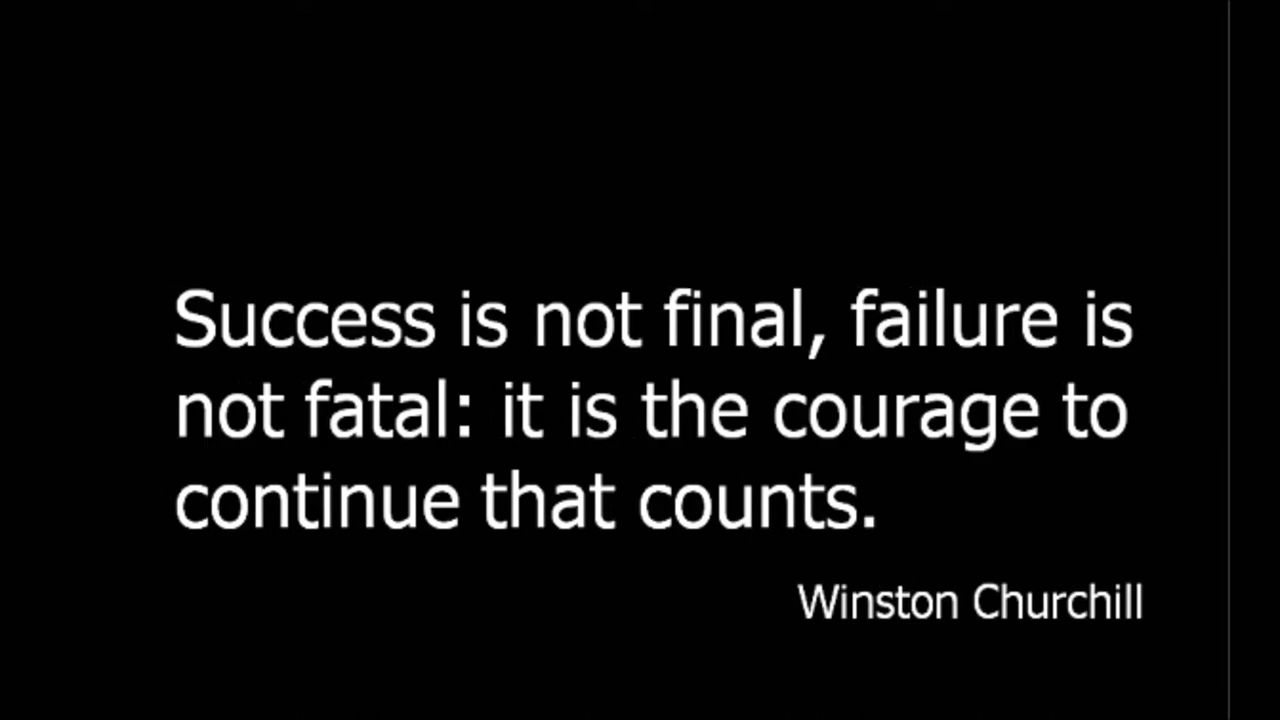 Success is not final, failure is
not fatal: it is the courage to
continue that counts.
Winston Churchill